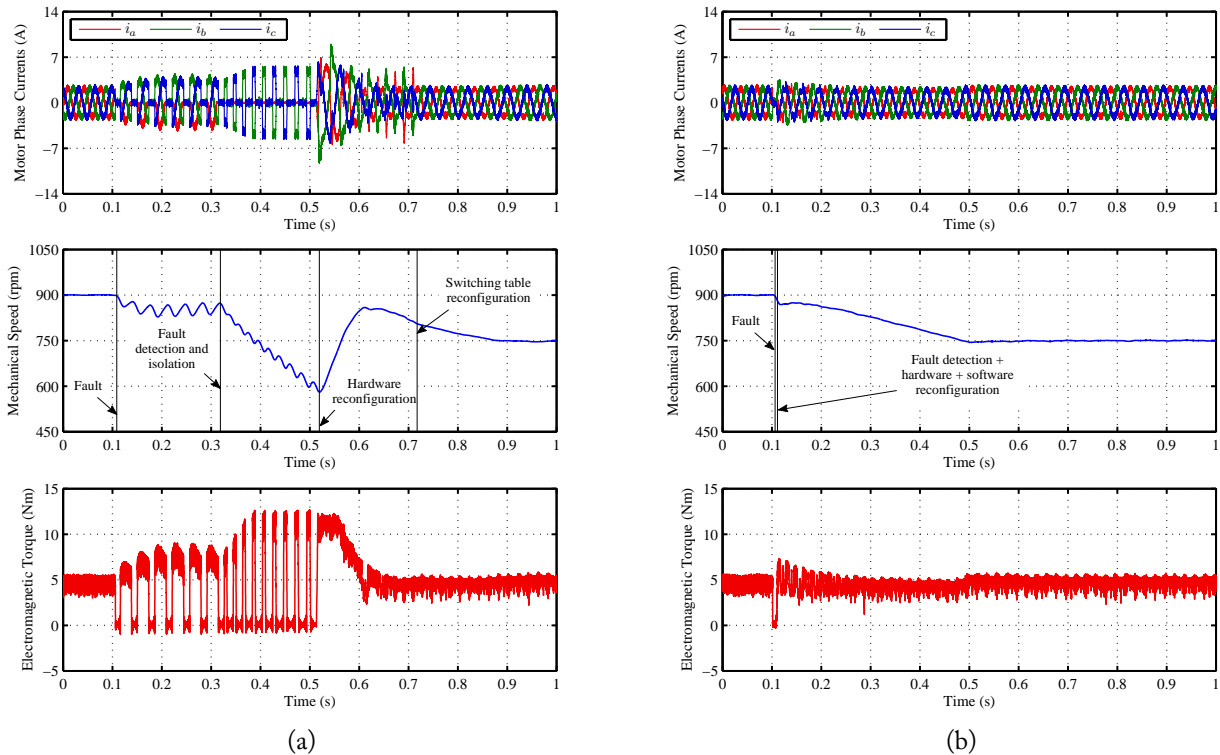 14
7
0
−7
−14
Motor Phase Currents (A)
i_a i_b i_c
0 0.1 0.2 0.3 0.4 0.5 0.6 0.7 0.8 0.9 1
Time (s)
1050
900
750
600
450
Mechanical Speed (rpm)
Fault
Fault
detection and
isolation
Hardware
reconfiguration
Switching table
reconfiguration
0 0.1 0.2 0.3 0.4 0.5 0.6 0.7 0.8 0.9 1
Time (s)
15
10
5
0
−5
Electromagnetic Torque (Nm)
0 0.1 0.2 0.3 0.4 0.5 0.6 0.7 0.8 0.9 1
Time (s)
(a)
14
7
0
−7
−14
Motor Phase Currents (A)
i_a i_b i_c
0 0.1 0.2 0.3 0.4 0.5 0.6 0.7 0.8 0.9 1
Time (s)
1050
900
750
600
450
Mechanical Speed (rpm)
Fault
Fault detection +
hardware + software
reconfiguration
0 0.1 0.2 0.3 0.4 0.5 0.6 0.7 0.8 0.9 1
Time (s)
15
10
5
0
−5
Electromagnetic Torque (Nm)
0 0.1 0.2 0.3 0.4 0.5 0.6 0.7 0.8 0.9 1
Time (s)
(b)